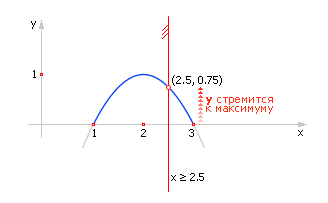 y
1
(2.5, 0.75)
y стремится
к максимуму
1
2
3
x
x ≥ 2.5